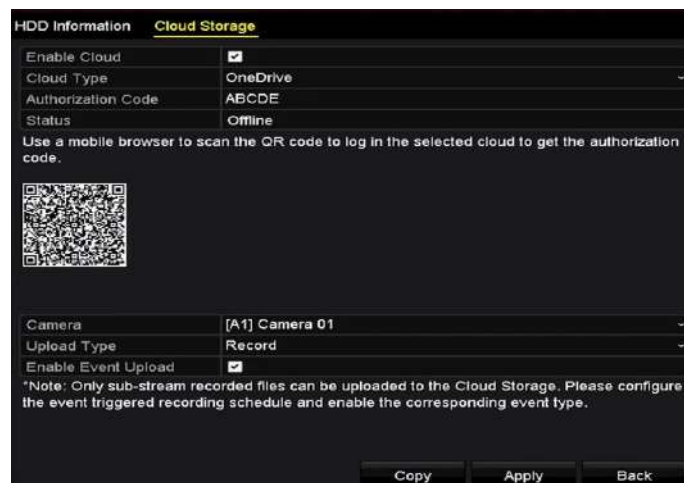 HDD Information Cloud Storage
Enable Cloud
Cloud Type OneDrive
Authorization Code ABCDE
Status Offline
Use a mobile browser to scan the QR code to log in the selected cloud to get the authorization
code.
Camera [A1] Camera 01
Upload Type Record
Enable Event Upload
*Note: Only sub-stream recorded files can be uploaded to the Cloud Storage. Please configure
the event triggered recording schedule and enable the corresponding event type.
Copy Apply Back